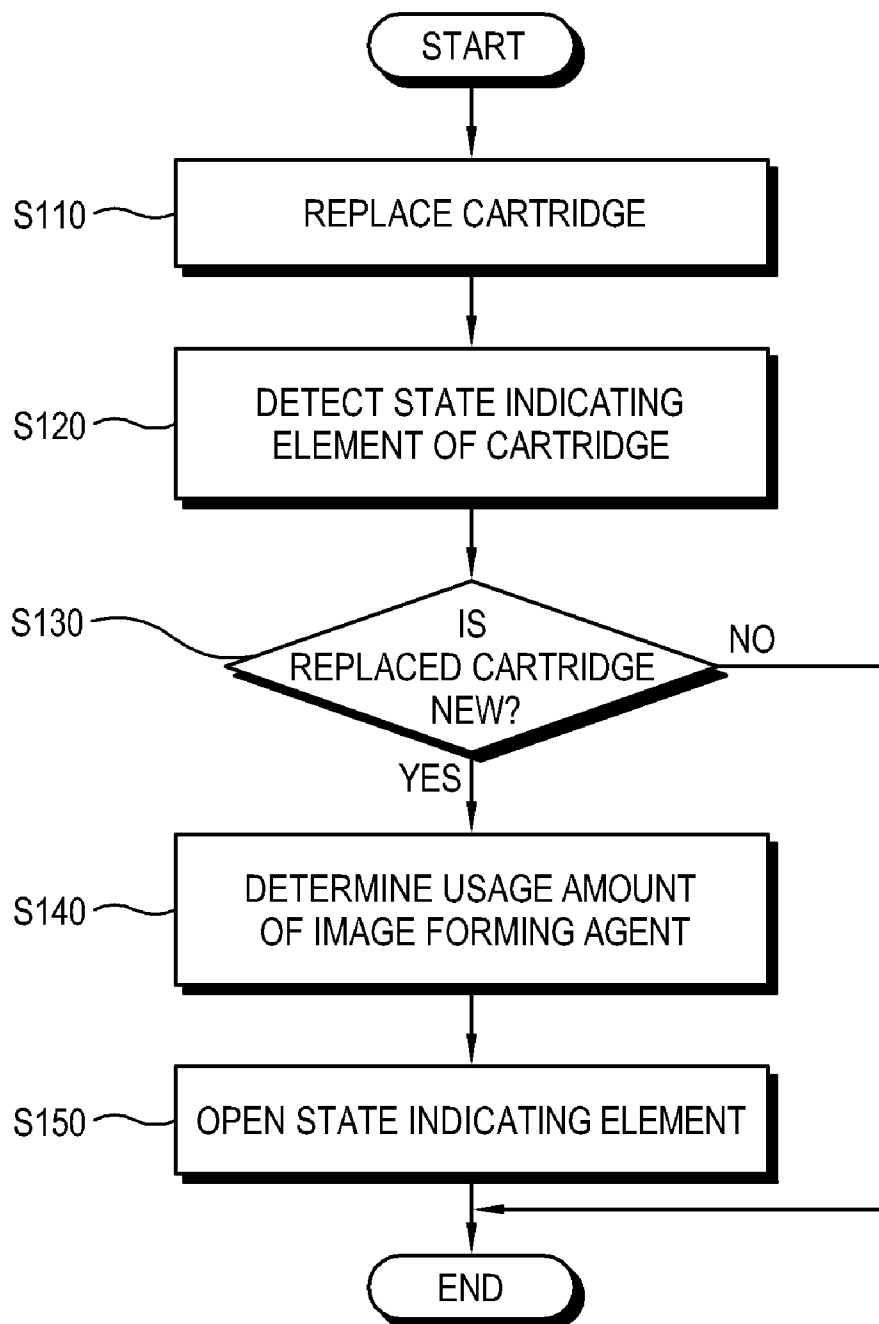 START
S110
REPLACE CARTRIDGE
S120
DETECT STATE INDICATING
ELEMENT OF CARTRIDGE
S130
IS
REPLACED CARTRIDGE
NEW?
NO
YES
S140
DETERMINE USAGE AMOUNT
OF IMAGE FORMING AGENT
S150
OPEN STATE INDICATING ELEMENT
END